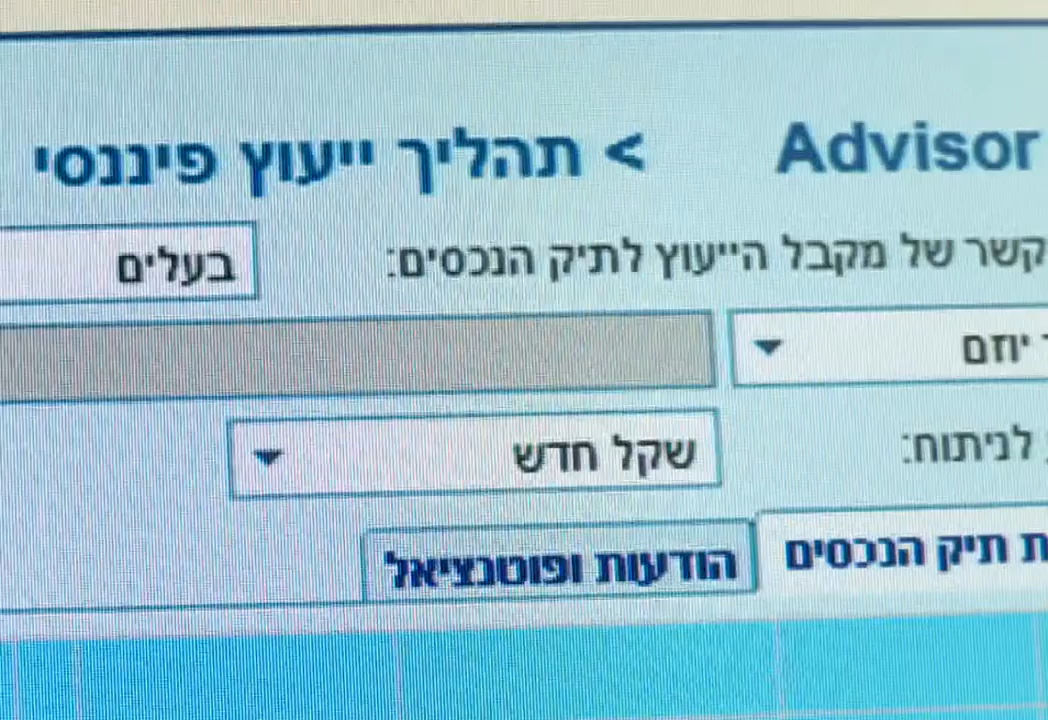 Advisor > תהליך ייעוץ פיננסי
קשר של מקבל הייעוץ לתיק הנכסים: בעלים
יוזם
לניתוח: שקל חדש
תיק הנכסים הודעות ופוטנציאל